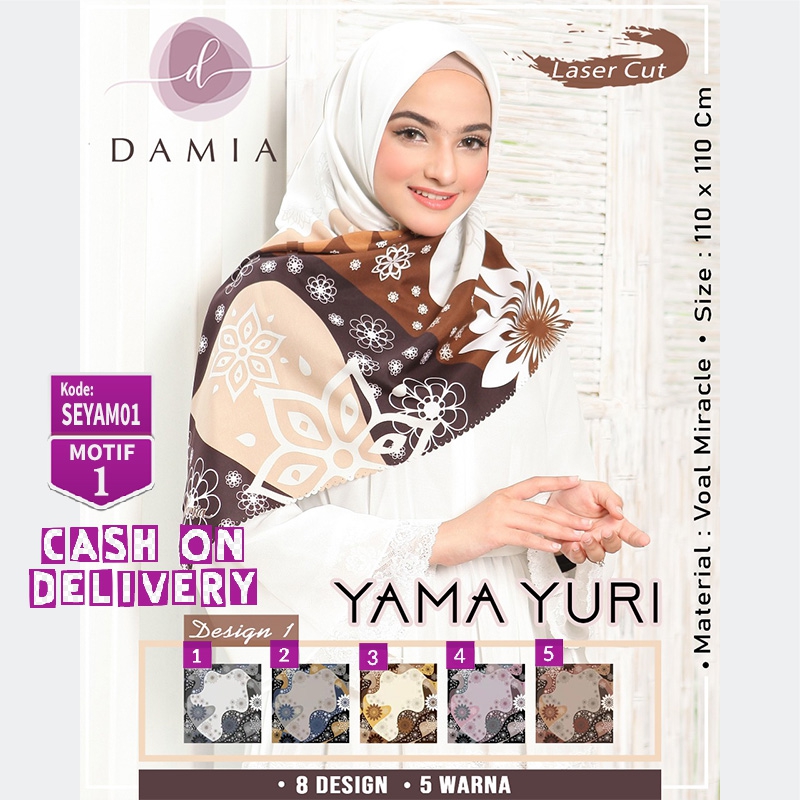 d
DAMIA
Laser Cut
• Material : Voal Miracle • Size : 110 x 110 Cm
Kode:
SEYAM01
MOTIF
1
CASH ON
DELIVERY
YAMA YURI
Design 1
1 2 3 4 5
• 8 DESIGN • 5 WARNA